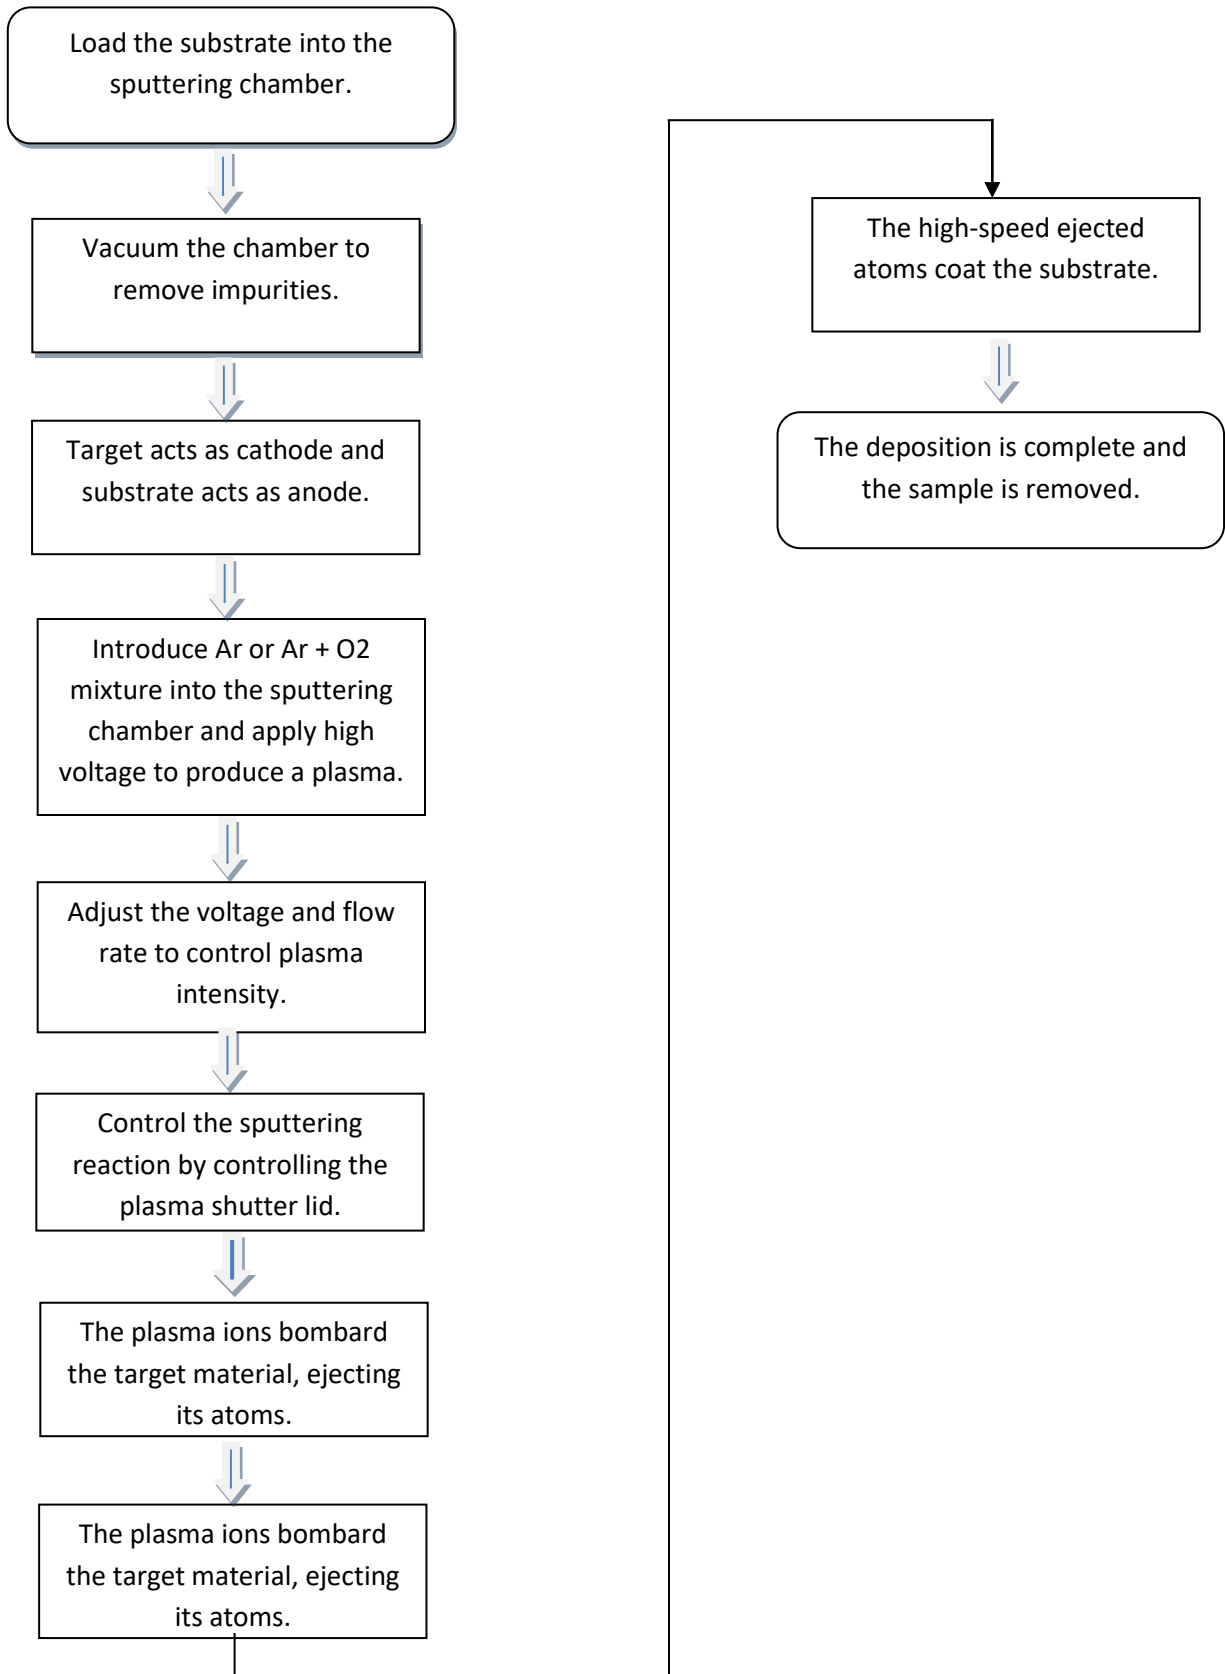 Load the substrate into the
sputtering chamber.
Vacuum the chamber to
remove impurities.
Target acts as cathode and
substrate acts as anode.
Introduce Ar or Ar + O2
mixture into the sputtering
chamber and apply high
voltage to produce a plasma.
Adjust the voltage and flow
rate to control plasma
intensity.
Control the sputtering
reaction by controlling the
plasma shutter lid.
The plasma ions bombard
the target material, ejecting
its atoms.
The plasma ions bombard
the target material, ejecting
its atoms.
The high-speed ejected
atoms coat the substrate.
The deposition is complete and
the sample is removed.